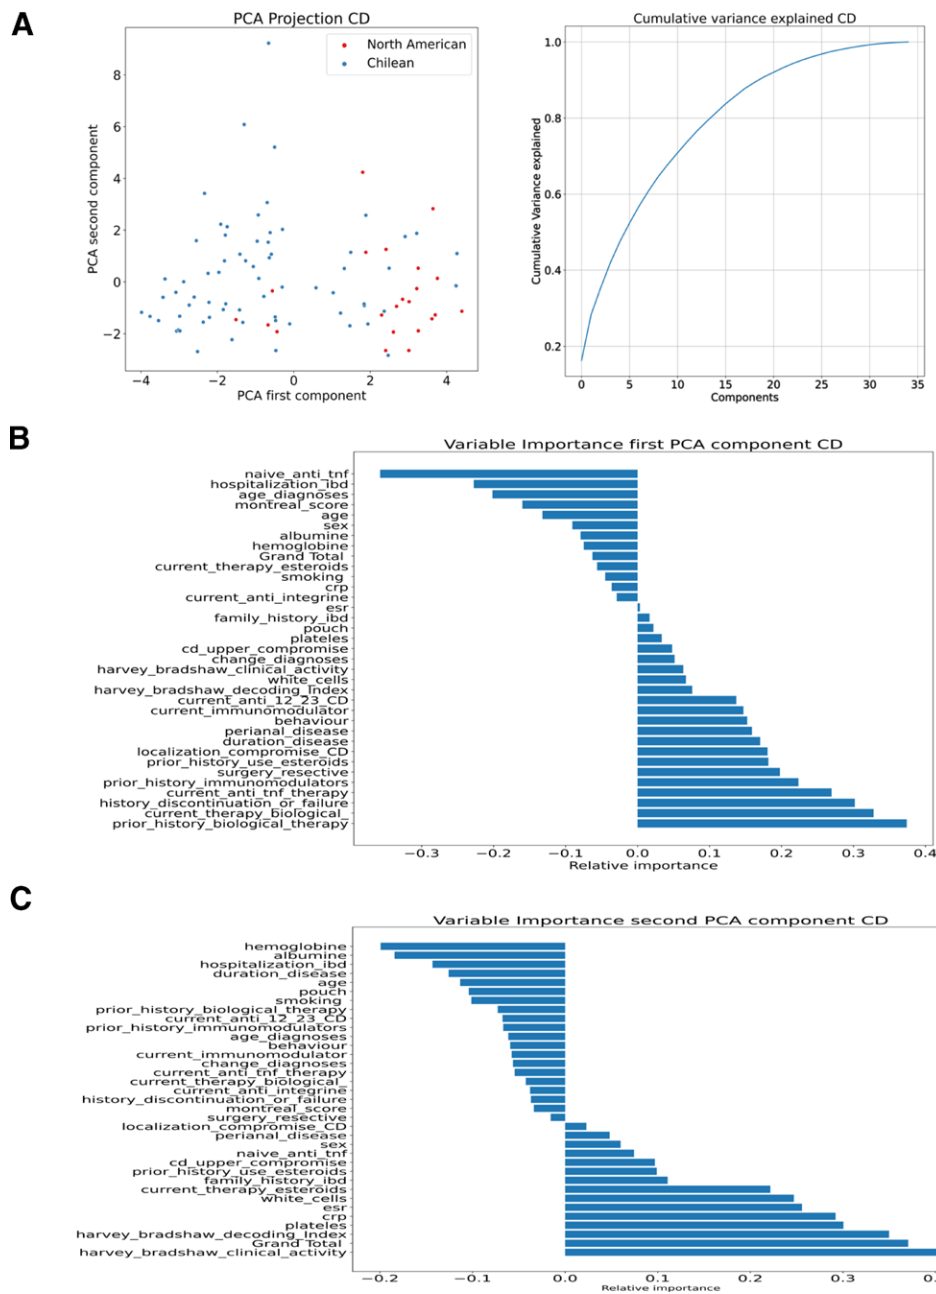 A
PCA Projection CD
North American
Chilean
8
6
4
2
0
−2
PCA second component
−4
−2
0
2
4
PCA first component
Cumulative variance explained CD
1.0
0.8
0.6
0.4
0.2
Cumulative Variance explained
0
5
10
15
20
25
30
35
Components
B
Variable Importance first PCA component CD
naive_anti_tnf
hospitalization_ibd
age_diagnoses
montreal_score
age
sex
albumine
hemoglobine
Grand Total
current_therapy_esteroids
smoking
crp
current_anti_integrine
esr
family_history_ibd
pouch
plateles
cd_upper_compromise
change_diagnoses
harvey_bradshaw_clinical_activity
white_cells
harvey_bradshaw_decoding_Index
current_anti_12_23_CD
current_immunomodulator
behaviour
perianal_disease
duration_disease
localization_compromise_CD
prior_history_use_esteroids
surgery_resective
prior_history_immunomodulators
current_anti_tnf_therapy
history_discontinuation_or_failure
current_therapy_biological_
prior_history_biological_therapy
−0.3
−0.2
−0.1
0.0
0.1
0.2
0.3
0.4
Relative importance
C
Variable Importance second PCA component CD
hemoglobine
albumine
hospitalization_ibd
duration_disease
age
pouch
smoking
prior_history_biological_therapy
current_anti_12_23_CD
prior_history_immunomodulators
age_diagnoses
behaviour
current_immunomodulator
change_diagnoses
current_anti_tnf_therapy
current_therapy_biological_
current_anti_integrine
history_discontinuation_or_failure
montreal_score
surgery_resective
localization_compromise_CD
perianal_disease
sex
naive_anti_tnf
cd_upper_compromise
prior_history_use_esteroids
family_history_ibd
current_therapy_esteroids
white_cells
esr
crp
plateles
harvey_bradshaw_decoding_Index
Grand Total
harvey_bradshaw_clinical_activity
−0.2
−0.1
0.0
0.1
0.2
0.3
Relative importance